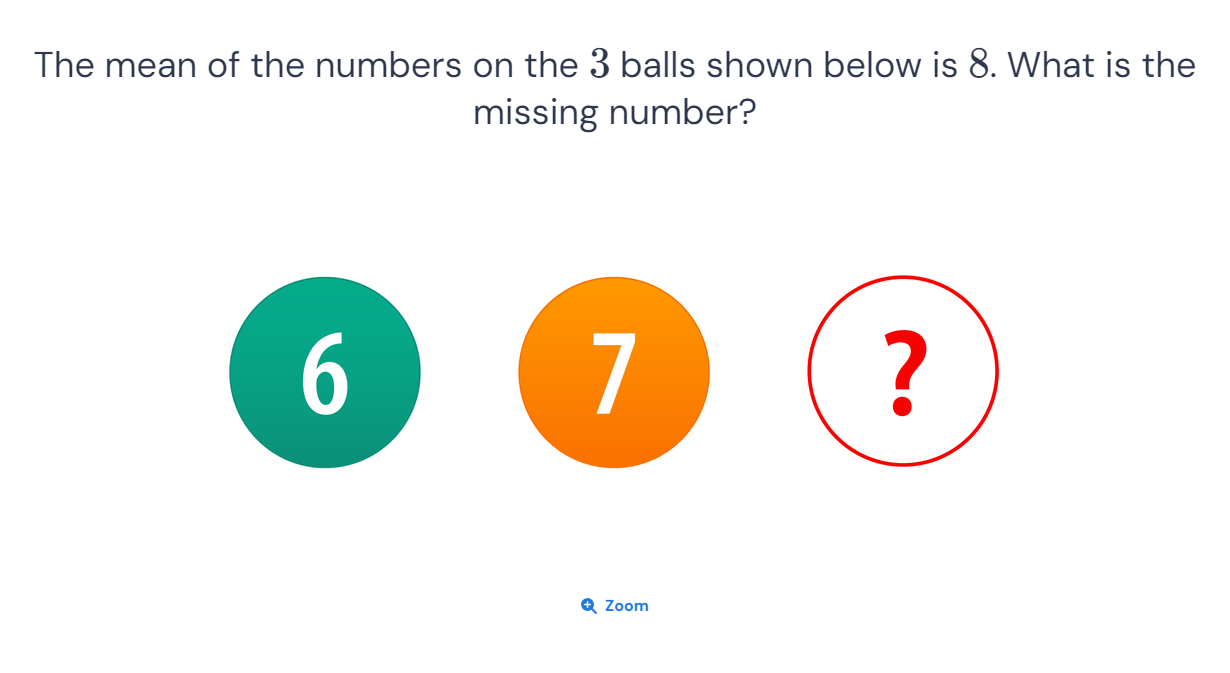 The mean of the numbers on the 3 balls shown below is 8. What is the
missing number?
6 7 ?
Zoom